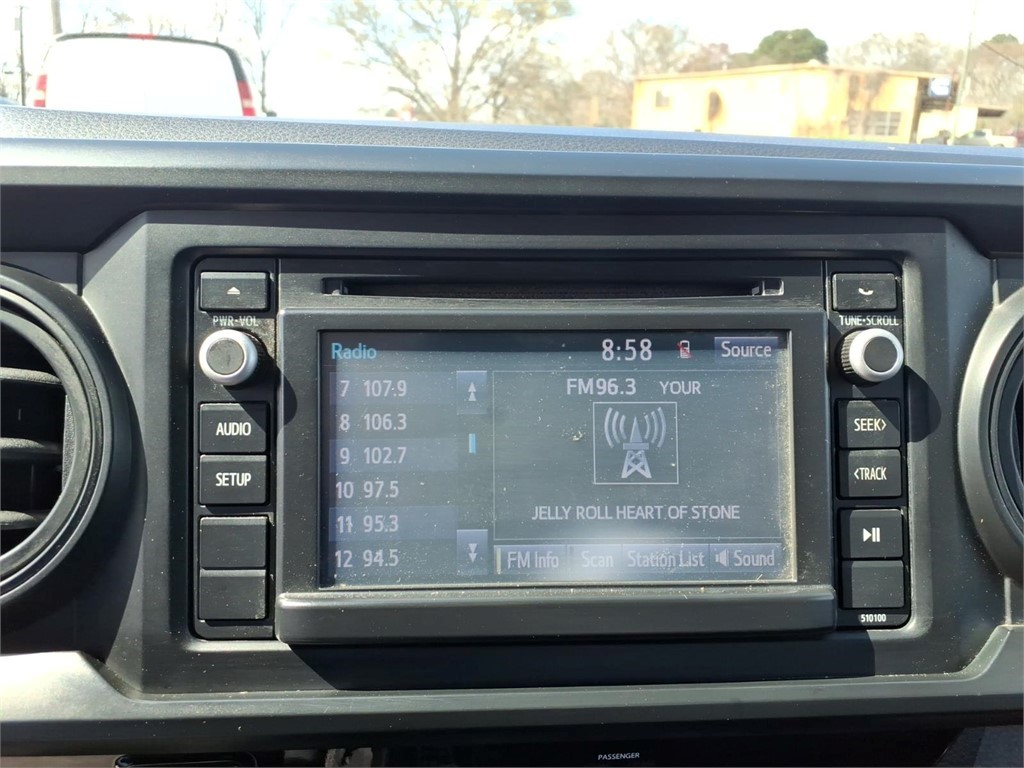 PWR•VOL
AUDIO
SETUP
Radio
8:58
Source
7 107.9
8 106.3
9 102.7
10 97.5
11 95.3
12 94.5
FM96.3 YOUR
JELLY ROLL HEART OF STONE
FM Info
Scan
Station List
Sound
TUNE•SCROLL
SEEK>
<TRACK
510100
PASSENGER